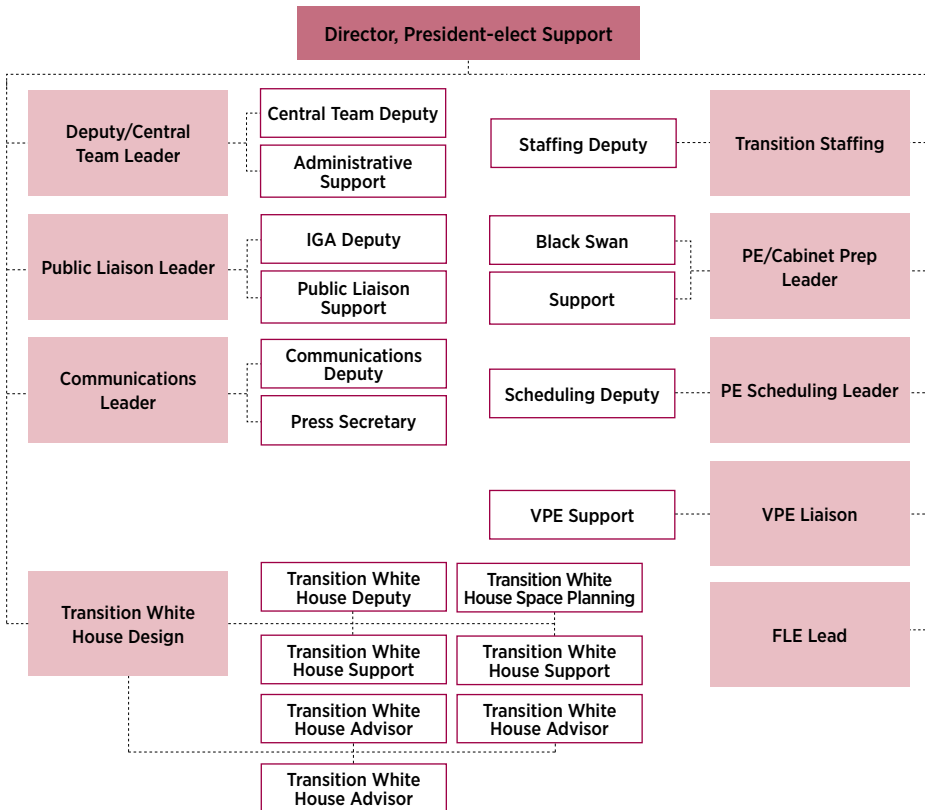 Director, President-elect Support
Deputy/Central
Team Leader
Central Team Deputy
Administrative
Support
Staffing Deputy
Transition Staffing
Public Liaison Leader
IGA Deputy
Public Liaison
Support
Black Swan
Support
PE/Cabinet Prep
Leader
Communications
Leader
Communications
Deputy
Press Secretary
Scheduling Deputy
PE Scheduling Leader
VPE Support
VPE Liaison
Transition White
House Design
Transition White
House Deputy
Transition White
House Space Planning
Transition White
House Support
Transition White
House Support
Transition White
House Advisor
Transition White
House Advisor
Transition White
House Advisor
FLE Lead